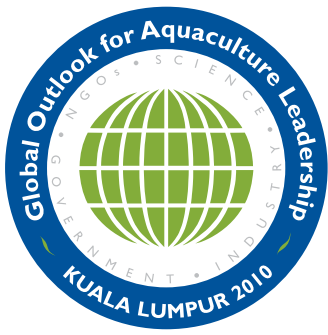 Global Outlook for Aquaculture Leadership
GOVERNMENT • NGOs • SCIENCE • INDUSTRY •
KUALA LUMPUR 2010